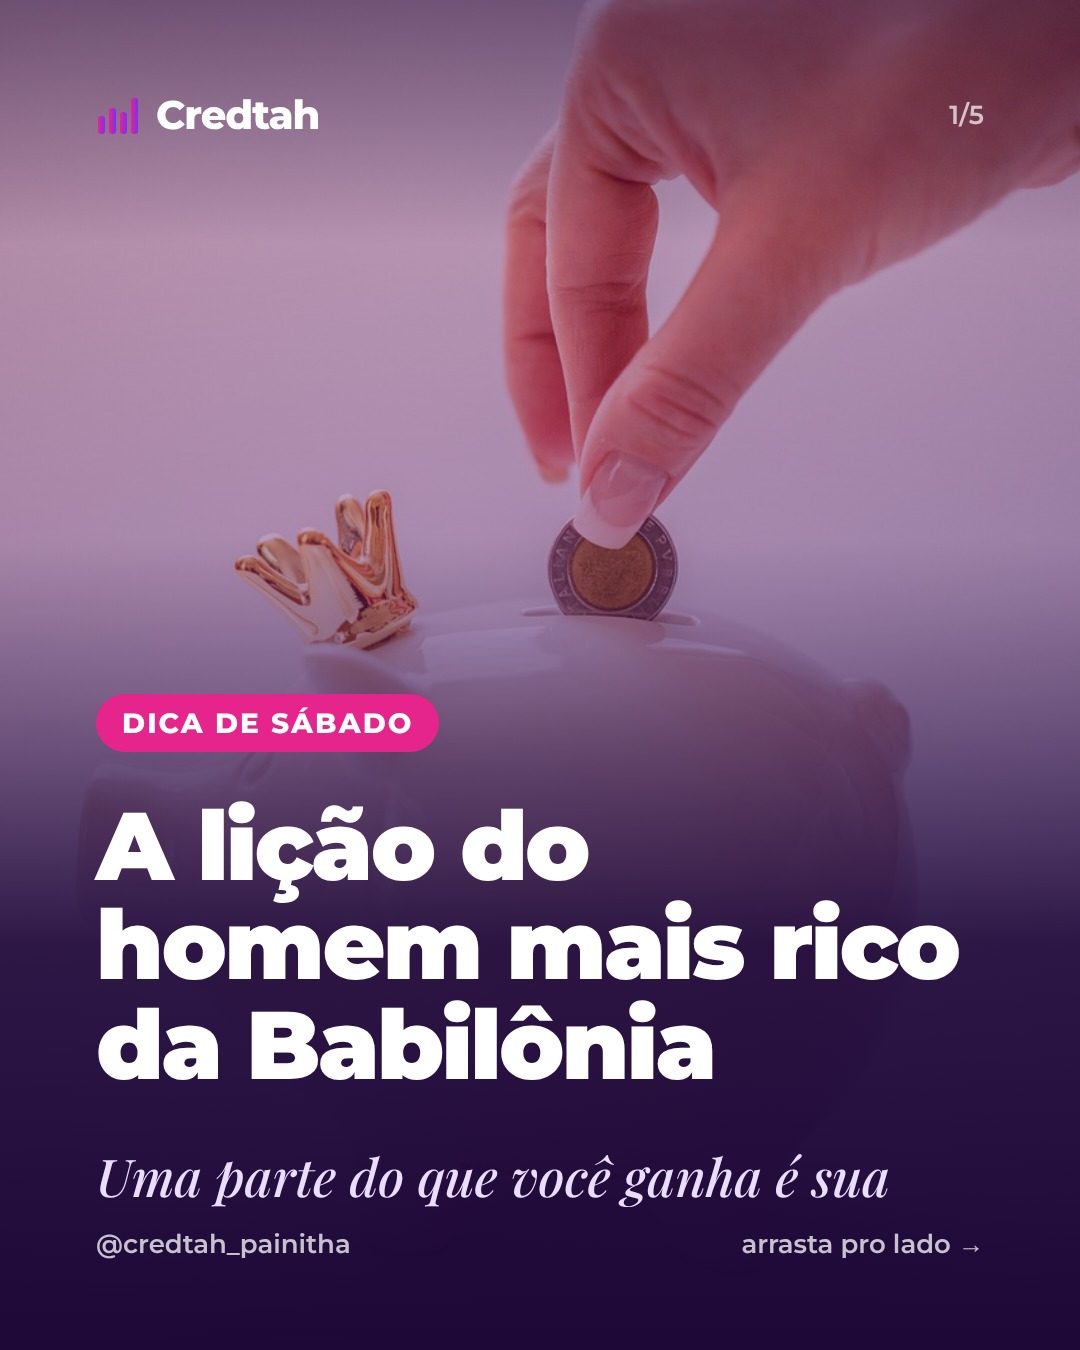 Credtah
1/5
DICA DE SÁBADO
A lição do
homem mais rico
da Babilônia
Uma parte do que você ganha é sua
@credtah_painitha
arrasta pro lado →